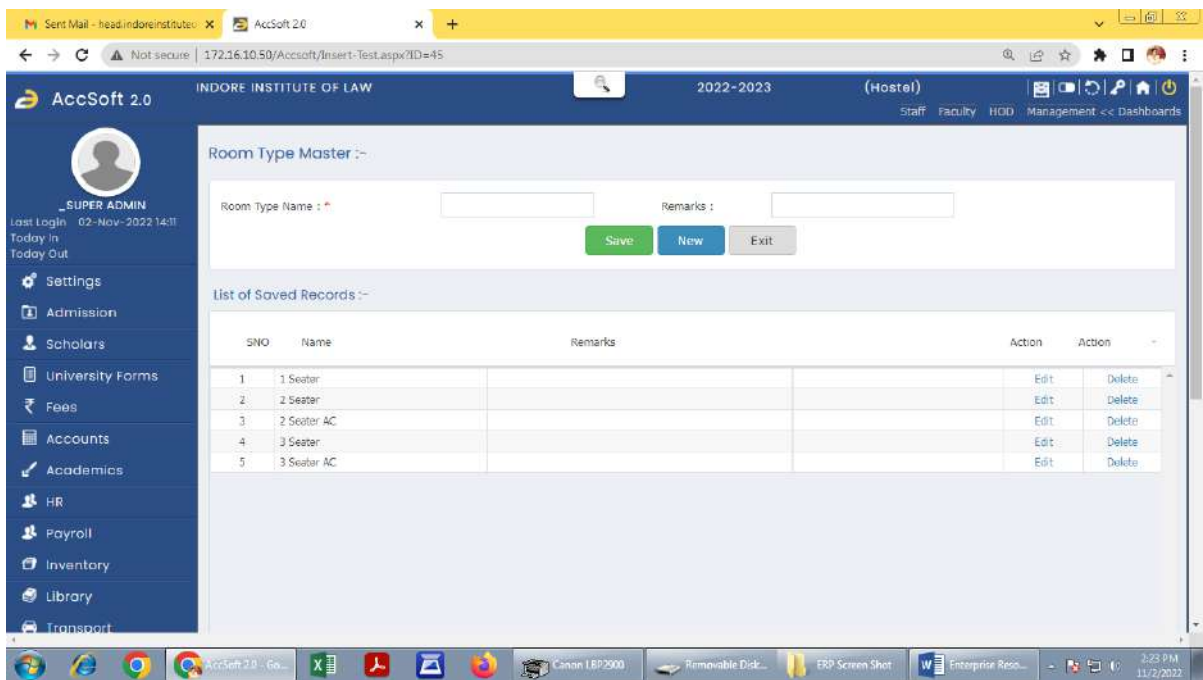 Sent Mail - head.indoreinstituteo
AccSoft 2.0
Not secure | 172.16.10.50/Accsoft/Insert-Test.aspx?ID=45
AccSoft 2.0
INDORE INSTITUTE OF LAW
2022-2023
(Hostel)
Staff Faculty HOD Management << Dashboards
_SUPER ADMIN
Last Login 02-Nov-2022 14:11
Today In
Today Out
Settings
Admission
Scholars
University Forms
Fees
Accounts
Academics
HR
Payroll
Inventory
Library
Transport
Room Type Master :-
Room Type Name : *
Remarks :
Save New Exit
List of Saved Records :-
SNO Name Remarks Action Action
1 1 Seater Edit Delete
2 2 Seater Edit Delete
3 2 Seater AC Edit Delete
4 3 Seater Edit Delete
5 3 Seater AC Edit Delete
AccSoft 2.0 - Go...
Canon LBP2900
Removable Disk...
ERP Screen Shot
Enterprise Reso...
2:23 PM
11/2/2022